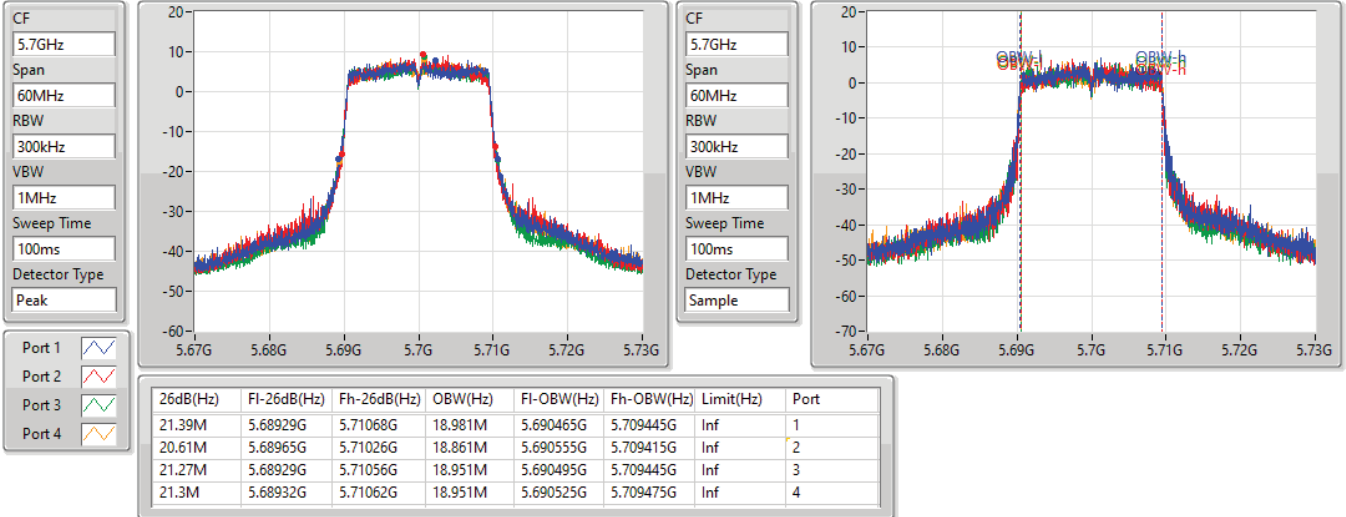 CF
5.7GHz
Span
60MHz
RBW
300kHz
VBW
1MHz
Sweep Time
100ms
Detector Type
Peak
20
10
0
-10
-20
-30
-40
-50
-60
5.67G 5.68G 5.69G 5.7G 5.71G 5.72G 5.73G
CF
5.7GHz
Span
60MHz
RBW
300kHz
VBW
1MHz
Sweep Time
100ms
Detector Type
Sample
20
10
0
-10
-20
-30
-40
-50
-60
-70
OBW-l OBW-h
5.67G 5.68G 5.69G 5.7G 5.71G 5.72G 5.73G
Port 1
Port 2
Port 3
Port 4
26dB(Hz) Fl-26dB(Hz) Fh-26dB(Hz) OBW(Hz) Fl-OBW(Hz) Fh-OBW(Hz) Limit(Hz) Port
21.39M 5.68929G 5.71068G 18.981M 5.690465G 5.709445G Inf 1
20.61M 5.68965G 5.71026G 18.861M 5.690555G 5.709415G Inf 2
21.27M 5.68929G 5.71056G 18.951M 5.690495G 5.709445G Inf 3
21.3M 5.68932G 5.71062G 18.951M 5.690525G 5.709475G Inf 4